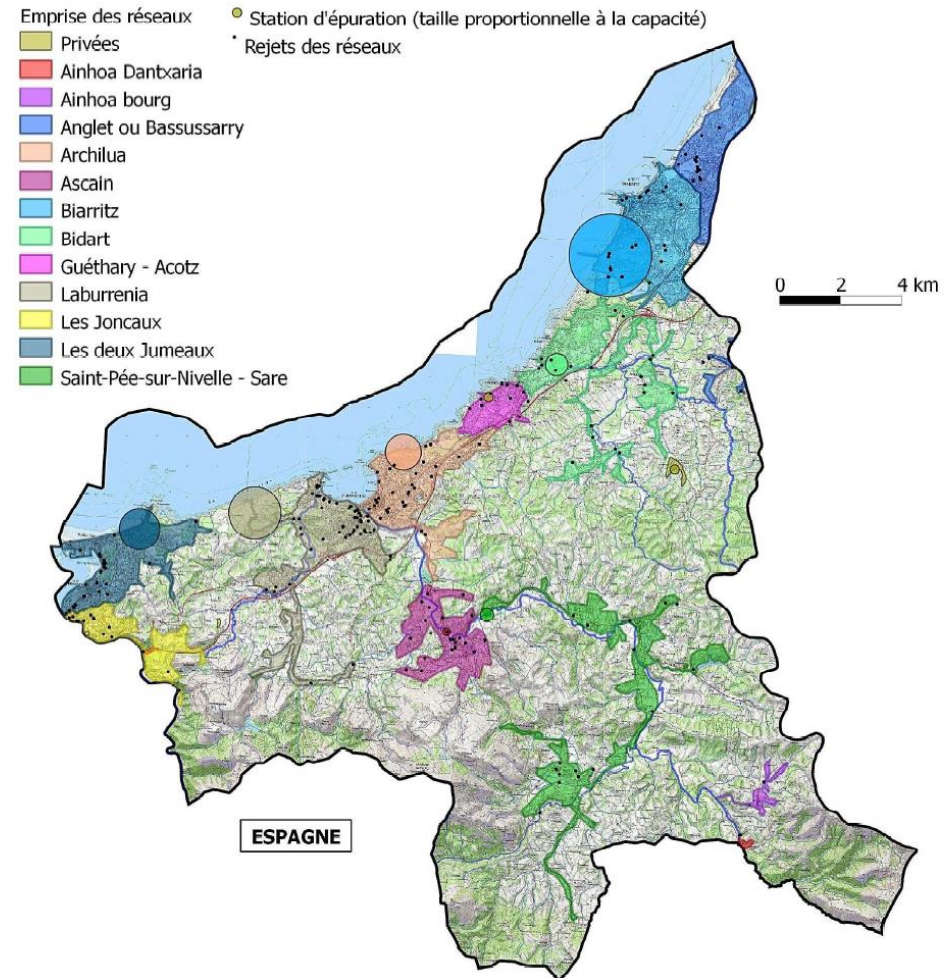 Emprise des réseaux
Privées
Ainhoa Dantxaria
Ainhoa bourg
Anglet ou Bassussarry
Archilua
Ascain
Biarritz
Bidart
Guéthary - Acotz
Laburrenia
Les Joncaux
Les deux Jumeaux
Saint-Pée-sur-Nivelle - Sare
Station d'épuration (taille proportionnelle à la capacité)
Rejets des réseaux
0 2 4 km
ESPAGNE